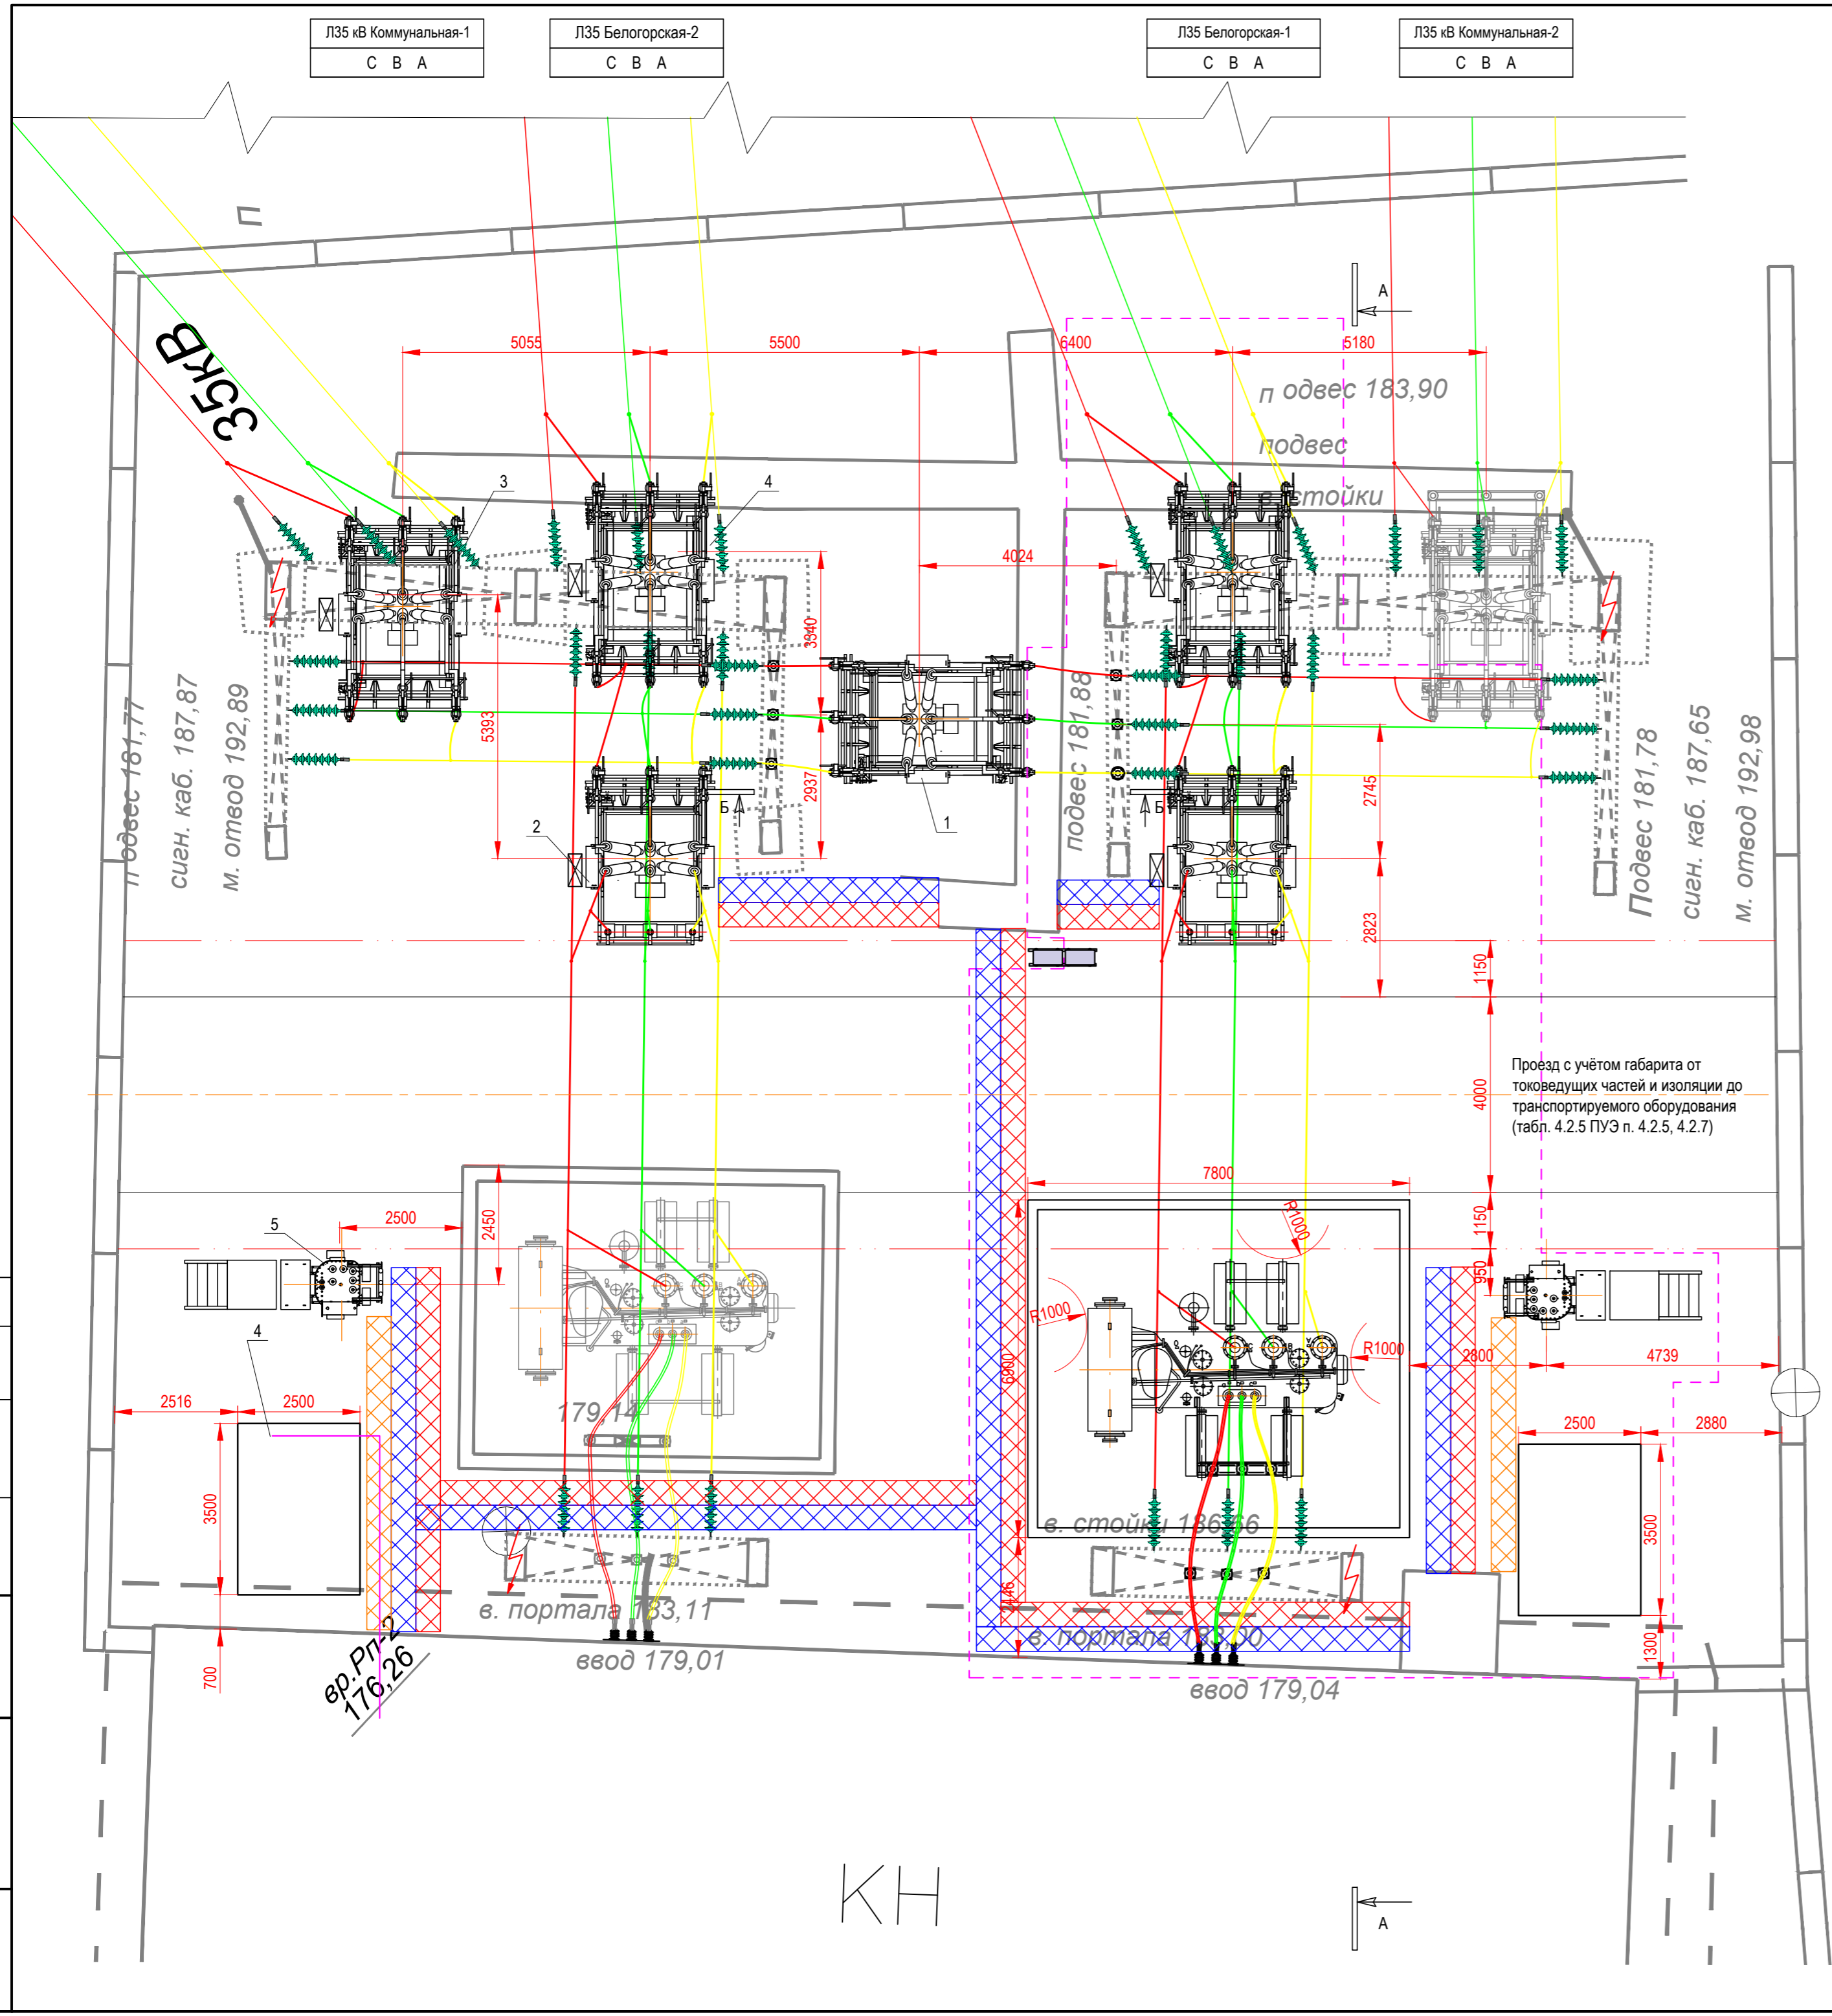 Л35 кВ Коммунальная-1
С В А
Л35 Белогорская-2
С В А
Л35 Белогорская-1
С В А
Л35 кВ Коммунальная-2
С В А
п
А
35кВ
5055
5500
6400
5180
п одвес 183,90
подвес
в. стойки
3
4
4024
3340
5393
2937
2745
2823
1150
п одвес 181,77
сигн. каб. 187,87
м. отвод 192,89
подвес 181,88
Подвес 181,78
сигн. каб. 187,65
м. отвод 192,98
Б
Б
2
1
4000
Проезд с учётом габарита от
токоведущих частей и изоляции до
транспортируемого оборудования
(табл. 4.2.5 ПУЭ п. 4.2.5, 4.2.7)
7800
1150
950
5
2500
2450
R1000
R1000
R1000
6900
2800
4739
4
2516
2500
179,14
2500
2880
3500
3500
в. стойки 186,66
2446
в. портала 183,11
в. портала
ввод 179,01
ввод 179,04
700
1300
вр.Рп-2
176,26
КН
А